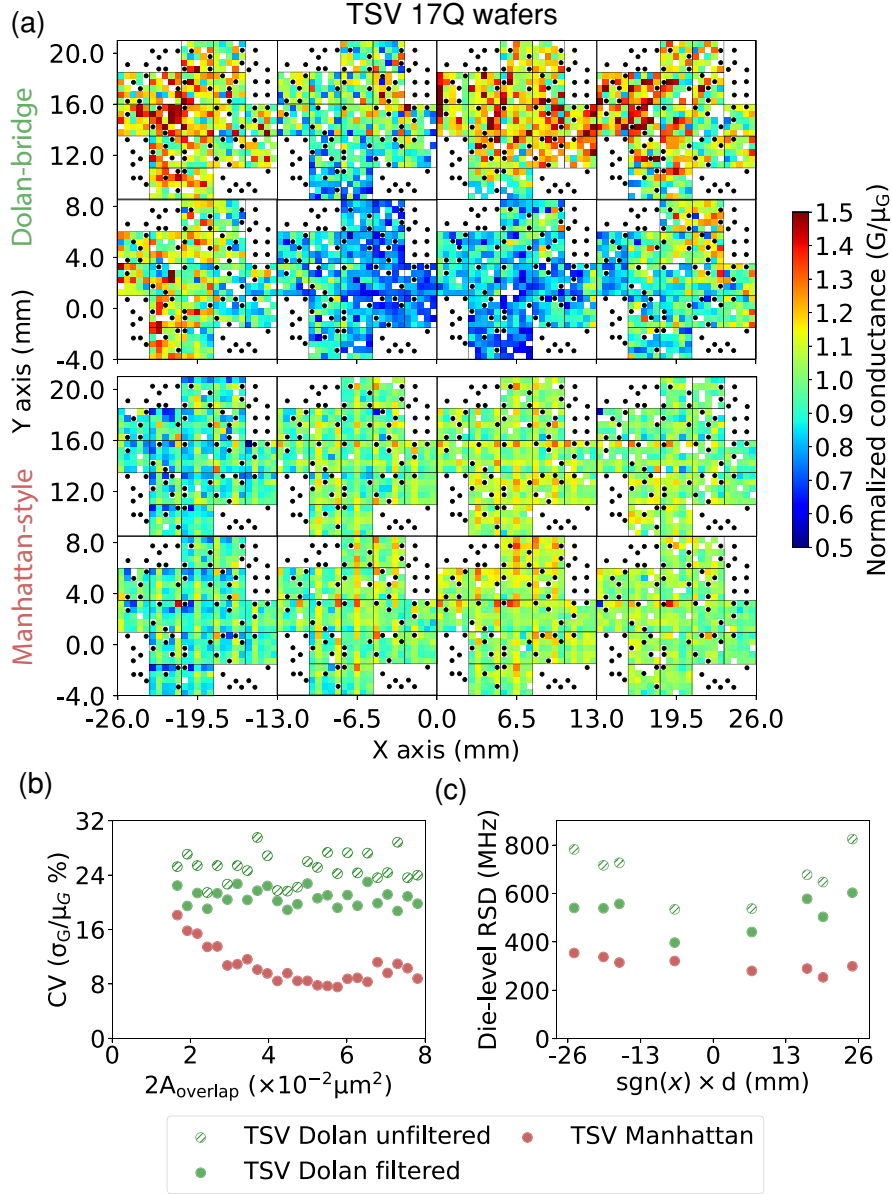 TSV 17Q wafers
(a)
Dolan-bridge
Manhattan-style
Y axis (mm)
21.0
16.0
12.0
8.0
4.0
0.0
-4.0
20.0
16.0
12.0
8.0
4.0
0.0
-4.0
-26.0 -19.5 -13.0 -6.5 0.0 6.5 13.0 19.5 26.0
X axis (mm)
1.5
1.4
1.3
1.2
1.1
1.0
0.9
0.8
0.7
0.6
0.5
Normalized conductance (G/μG)
(b)
CV (σG/μG %)
32
24
16
8
0
0 2 4 6 8
2Aoverlap (×10⁻²μm²)
(c)
Die-level RSD (MHz)
800
600
400
200
0
-26 -13 0 13 26
sgn(x) × d (mm)
TSV Dolan unfiltered
TSV Manhattan
TSV Dolan filtered